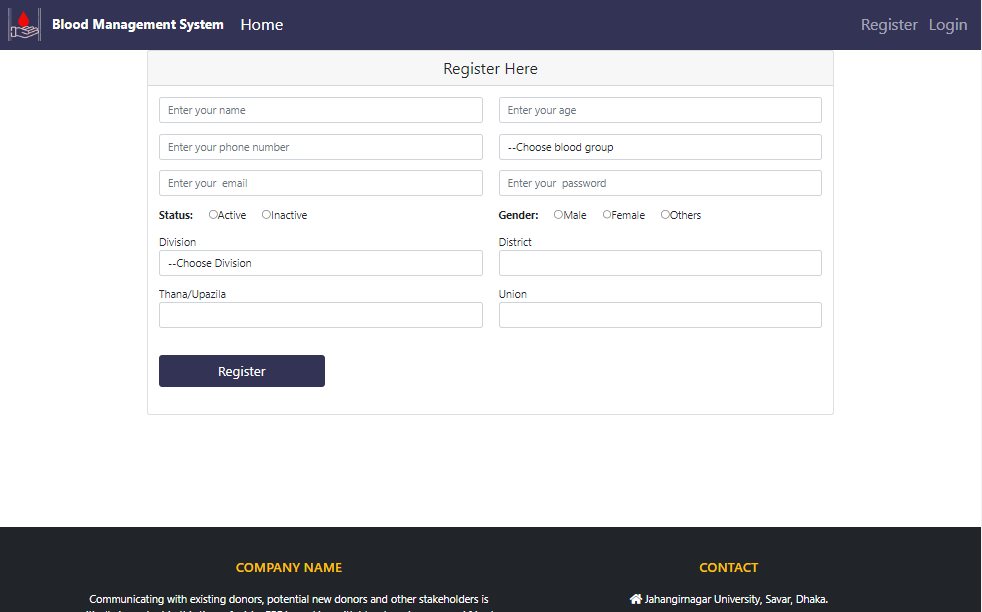 Blood Management System Home Register Login
Register Here
Enter your name Enter your age
Enter your phone number --Choose blood group
Enter your  email Enter your  password
Status: Active Inactive Gender: Male Female Others
Division District
--Choose Division
Thana/Upazila Union
Register
COMPANY NAME CONTACT
Communicating with existing donors, potential new donors and other stakeholders is Jahangirnagar University, Savar, Dhaka.